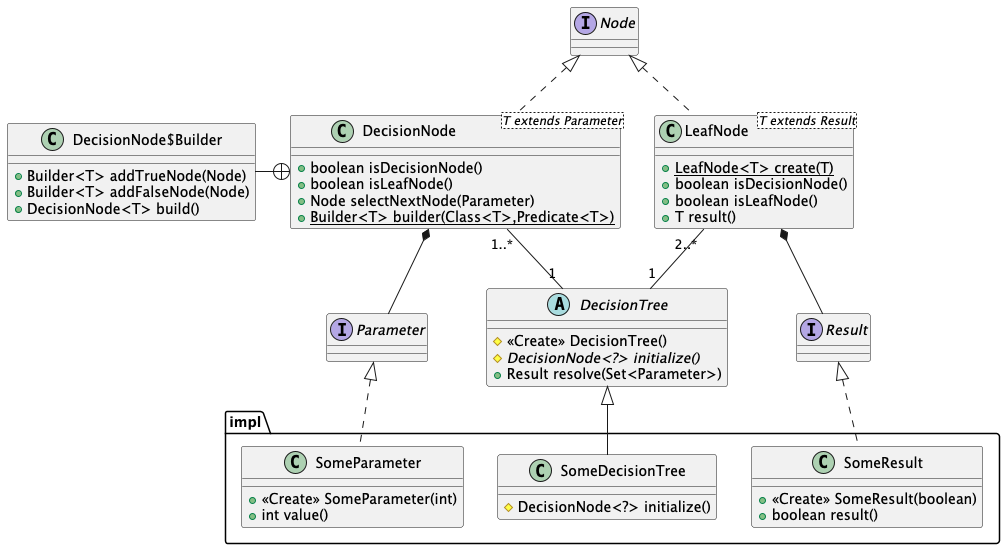 I Node
C DecisionNode$Builder
Builder<T> addTrueNode(Node)
Builder<T> addFalseNode(Node)
DecisionNode<T> build()
C DecisionNode
T extends Parameter
boolean isDecisionNode()
boolean isLeafNode()
Node selectNextNode(Parameter)
Builder<T> builder(Class<T>,Predicate<T>)
C LeafNode
T extends Result
LeafNode<T> create(T)
boolean isDecisionNode()
boolean isLeafNode()
T result()
1..*
1
2..*
1
I Parameter
A DecisionTree
«Create» DecisionTree()
DecisionNode<?> initialize()
Result resolve(Set<Parameter>)
I Result
impl
C SomeParameter
«Create» SomeParameter(int)
int value()
C SomeDecisionTree
DecisionNode<?> initialize()
C SomeResult
«Create» SomeResult(boolean)
boolean result()